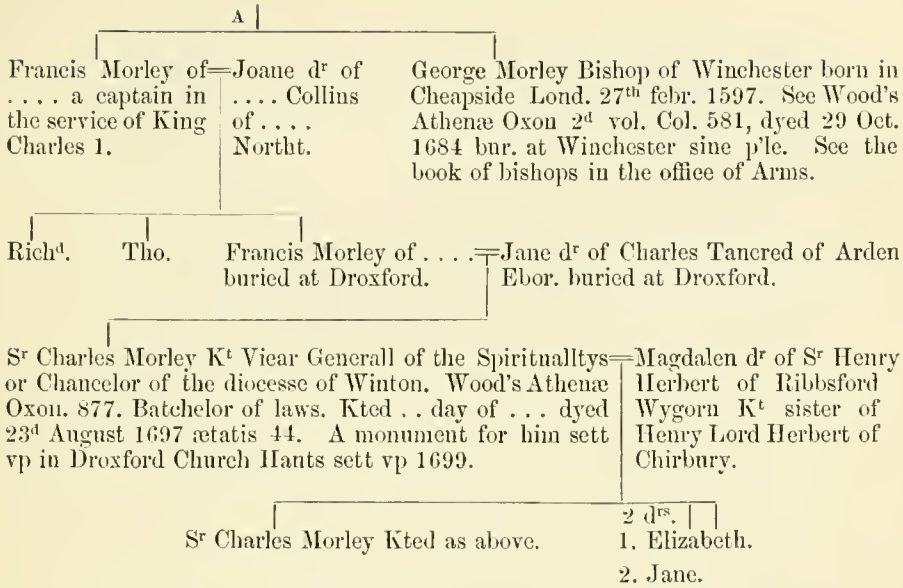 A
Francis Morley of=Joane dʳ of
. . . . a captain in .... Collins
the service of King of . . . .
Charles 1. Northt.
George Morley Bishop of Winchester born in
Cheapside Lond. 27ᵗʰ febr. 1597. See Wood's
Athenæ Oxon 2ᵈ vol. Col. 581, dyed 29 Oct.
1684 bur. at Winchester sine p'le. See the
book of bishops in the office of Arms.
Richᵈ. Tho. Francis Morley of . . . .=Jane dʳ of Charles Tancred of Arden
buried at Droxford. Ebor. buried at Droxford.
Sʳ Charles Morley Kᵗ Vicar Generall of the Spiritualltys=Magdalen dʳ of Sʳ Henry
or Chancelor of the diocesse of Winton. Wood's Athenæ Herbert of Ribbsford
Oxon. 877. Batchelor of laws. Kted . . day of . . . dyed Wygorn Kᵗ sister of
23ᵈ August 1697 ætatis 44. A monument for him sett Henry Lord Herbert of
vp in Droxford Church Hants sett vp 1699. Chirbury.
2 dʳˢ.
Sʳ Charles Morley Kted as above. 1. Elizabeth.
2. Jane.